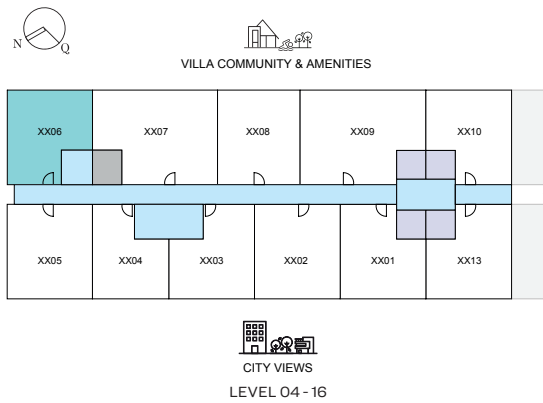 N
Q
VILLA COMMUNITY & AMENITIES
XX06 XX07 XX08 XX09 XX10
XX05 XX04 XX03 XX02 XX01 XX13
CITY VIEWS
LEVEL 04 - 16